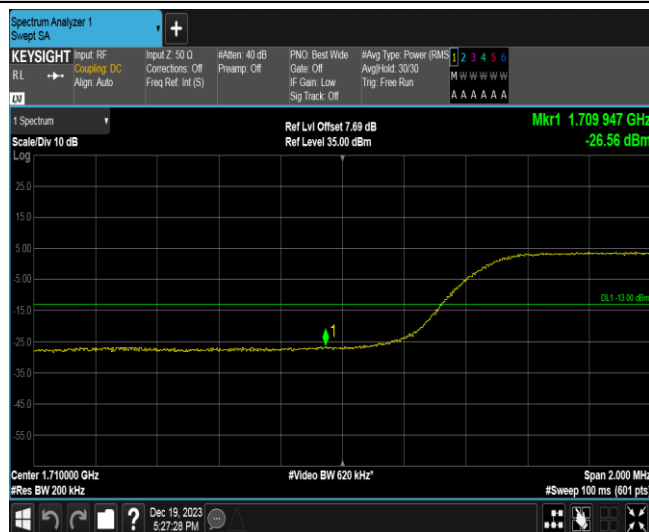 Spectrum Analyzer 1
Swept SA
+
KEYSIGHT
RL
LXI
Input: RF
Coupling: DC
Align: Auto
Input Z: 50 Ω
Corrections: Off
Freq Ref: Int (S)
#Atten: 40 dB
Preamp: Off
PNO: Best Wide
Gate: Off
IF Gain: Low
Sig Track: Off
#Avg Type: Power (RMS
Avg|Hold: 30/30
Trig: Free Run
1 2 3 4 5 6
M W W W W W
A A A A A A
1 Spectrum
Scale/Div 10 dB
Log
Ref Lvl Offset 7.69 dB
Ref Level 35.00 dBm
Mkr1 1.709 947 GHz
-26.56 dBm
25.0
15.0
5.00
-5.00
DL1 -13.00 dBm
-15.0
1
-25.0
-35.0
-45.0
-55.0
Center 1.710000 GHz
#Res BW 200 kHz
#Video BW 620 kHz*
Span 2.000 MHz
#Sweep 100 ms (601 pts)
?
Dec 19, 2023
5:27:28 PM